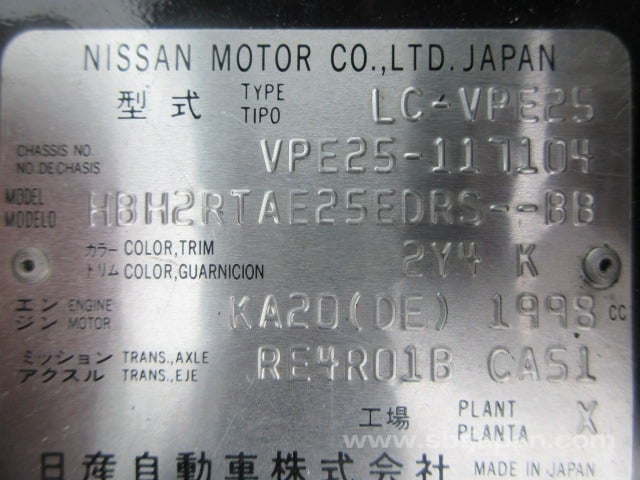 NISSAN MOTOR CO.,LTD. JAPAN
型式 TYPE TIPO LC-VPE25
CHASSIS NO. NO.DE CHASIS VPE25-117104
MODEL MODELO HBH2RTAE25EDRS--BB
カラー COLOR,TRIM
トリム COLOR,GUARNICION 2Y4 K
エンジン ENGINE MOTOR KA20(DE) 1998 CC
ミッション TRANS.,AXLE
アクスル TRANS.,EJE RE4R01B CA51
工場 PLANT PLANTA X
日産自動車株式会社 MADE IN JAPAN